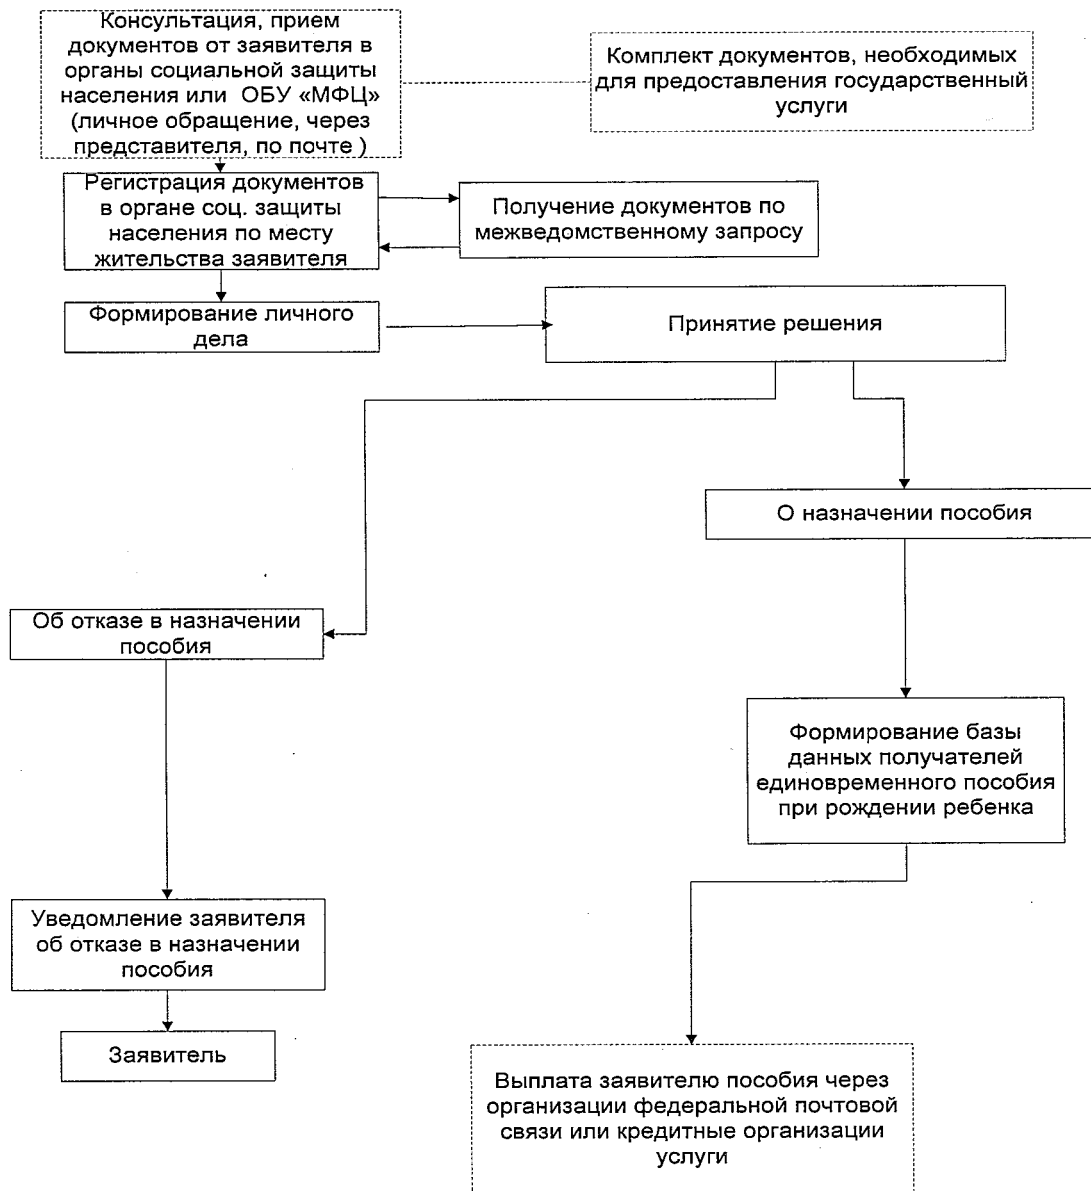 Консультация, прием
документов от заявителя в
органы социальной защиты
населения или ОБУ «МФЦ»
(личное обращение, через
представителя, по почте )
Комплект документов, необходимых
для предоставления государственный
услуги
Регистрация документов
в органе соц. защиты
населения по месту
жительства заявителя
Получение документов по
межведомственному запросу
Формирование личного
дела
Принятие решения
О назначении пособия
Об отказе в назначении
пособия
Формирование базы
данных получателей
единовременного пособия
при рождении ребенка
Уведомление заявителя
об отказе в назначении
пособия
Заявитель
Выплата заявителю пособия через
организации федеральной почтовой
связи или кредитные организации
услуги